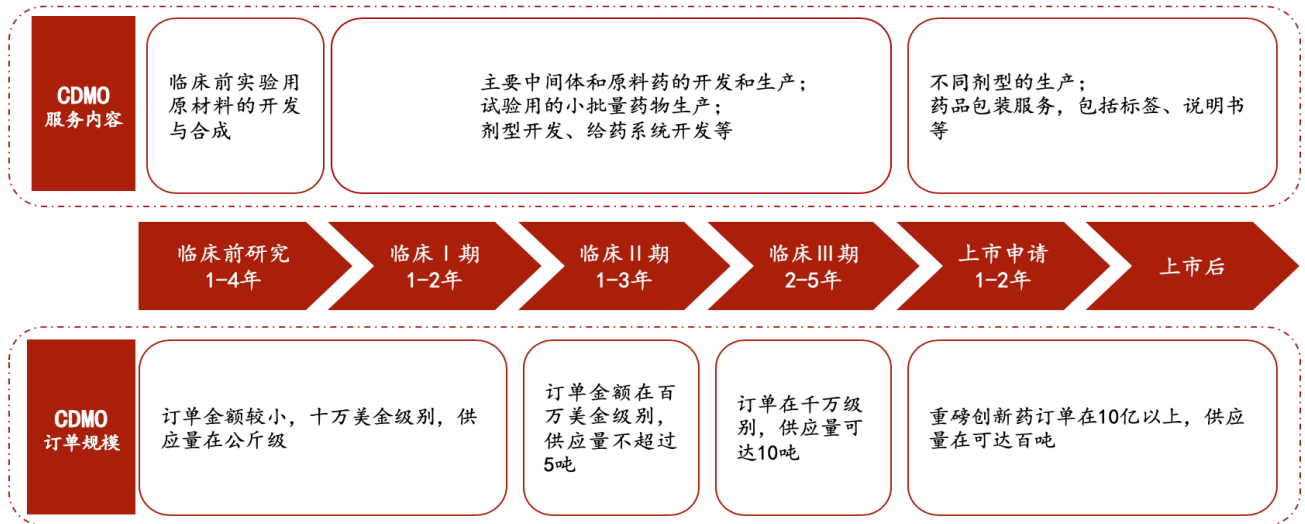 CDMO
服务内容
临床前实验用
原材料的开发
与合成
主要中间体和原料药的开发和生产；
试验用的小批量药物生产；
剂型开发、给药系统开发等
不同剂型的生产；
药品包装服务，包括标签、说明书
等
临床前研究
1-4年
临床Ⅰ期
1-2年
临床Ⅱ期
1-3年
临床Ⅲ期
2-5年
上市申请
1-2年
上市后
CDMO
订单规模
订单金额较小，十万美金级别，供
应量在公斤级
订单金额在百
万美金级别，
供应量不超过
5吨
订单在千万级
别，供应量可
达10吨
重磅创新药订单在10亿以上，供应
量在可达百吨